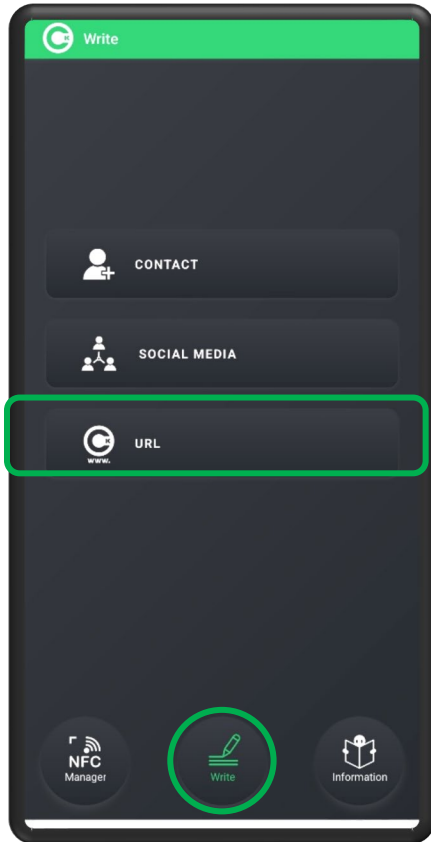 Write
CONTACT
SOCIAL MEDIA
URL
www.
NFC
Manager
Write
Information